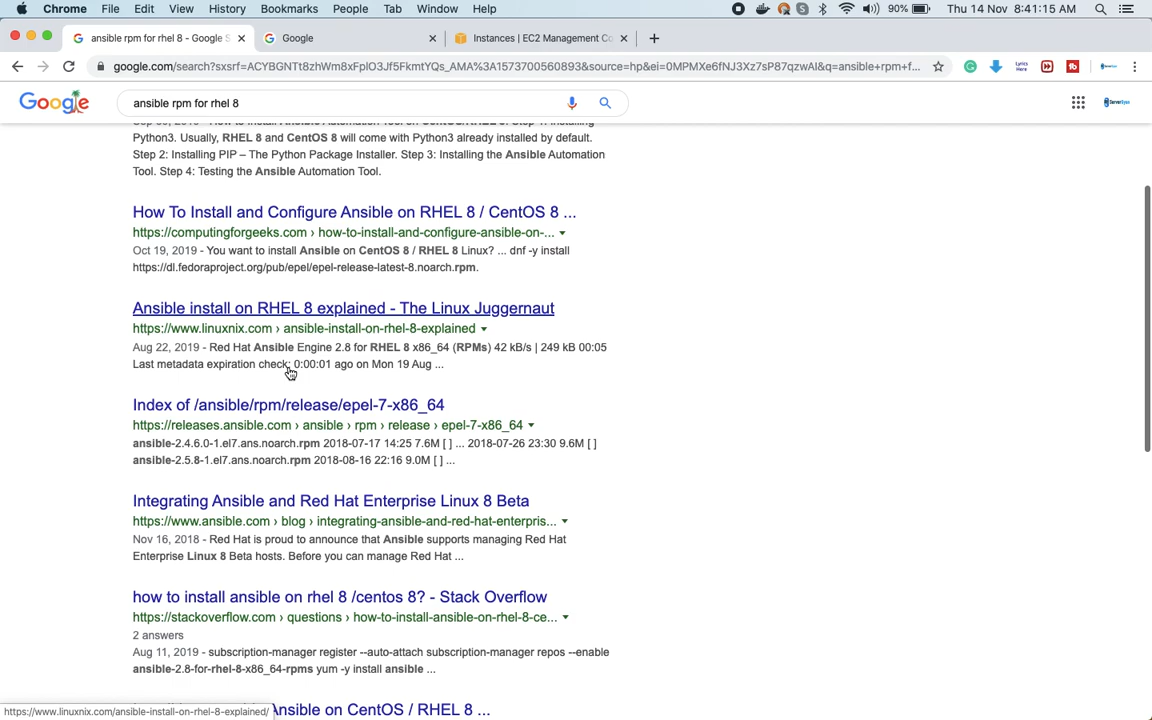 Chrome File Edit View History Bookmarks People Tab Window Help 90% Thu 14 Nov 8:41:15 AM
ansible rpm for rhel 8 - Google S Google Instances | EC2 Management Co
google.com/search?sxsrf=ACYBGNTt8zhWm8xFplO3Jf5FkmtYQs_AMA%3A1573700560893&source=hp&ei=0MPMXe6fNJ3Xz7sP87qzwAI&q=ansible+rpm+f...
Google ansible rpm for rhel 8
Python3. Usually, RHEL 8 and CentOS 8 will come with Python3 already installed by default.
Step 2: Installing PIP – The Python Package Installer. Step 3: Installing the Ansible Automation
Tool. Step 4: Testing the Ansible Automation Tool.
How To Install and Configure Ansible on RHEL 8 / CentOS 8 ...
https://computingforgeeks.com › how-to-install-and-configure-ansible-on-...
Oct 19, 2019 - You want to install Ansible on CentOS 8 / RHEL 8 Linux? ... dnf -y install
https://dl.fedoraproject.org/pub/epel/epel-release-latest-8.noarch.rpm.
Ansible install on RHEL 8 explained - The Linux Juggernaut
https://www.linuxnix.com › ansible-install-on-rhel-8-explained
Aug 22, 2019 - Red Hat Ansible Engine 2.8 for RHEL 8 x86_64 (RPMs) 42 kB/s | 249 kB 00:05
Last metadata expiration check: 0:00:01 ago on Mon 19 Aug ...
Index of /ansible/rpm/release/epel-7-x86_64
https://releases.ansible.com › ansible › rpm › release › epel-7-x86_64
ansible-2.4.6.0-1.el7.ans.noarch.rpm 2018-07-17 14:25 7.6M [ ] ... 2018-07-26 23:30 9.6M [ ]
ansible-2.5.8-1.el7.ans.noarch.rpm 2018-08-16 22:16 9.0M [ ] ...
Integrating Ansible and Red Hat Enterprise Linux 8 Beta
https://www.ansible.com › blog › integrating-ansible-and-red-hat-enterpris...
Nov 16, 2018 - Red Hat is proud to announce that Ansible supports managing Red Hat
Enterprise Linux 8 Beta hosts. Before you can manage Red Hat ...
how to install ansible on rhel 8 /centos 8? - Stack Overflow
https://stackoverflow.com › questions › how-to-install-ansible-on-rhel-8-ce...
2 answers
Aug 11, 2019 - subscription-manager register --auto-attach subscription-manager repos --enable
ansible-2.8-for-rhel-8-x86_64-rpms yum -y install ansible ...
Ansible on CentOS / RHEL 8 ...
https://www.linuxnix.com/ansible-install-on-rhel-8-explained/